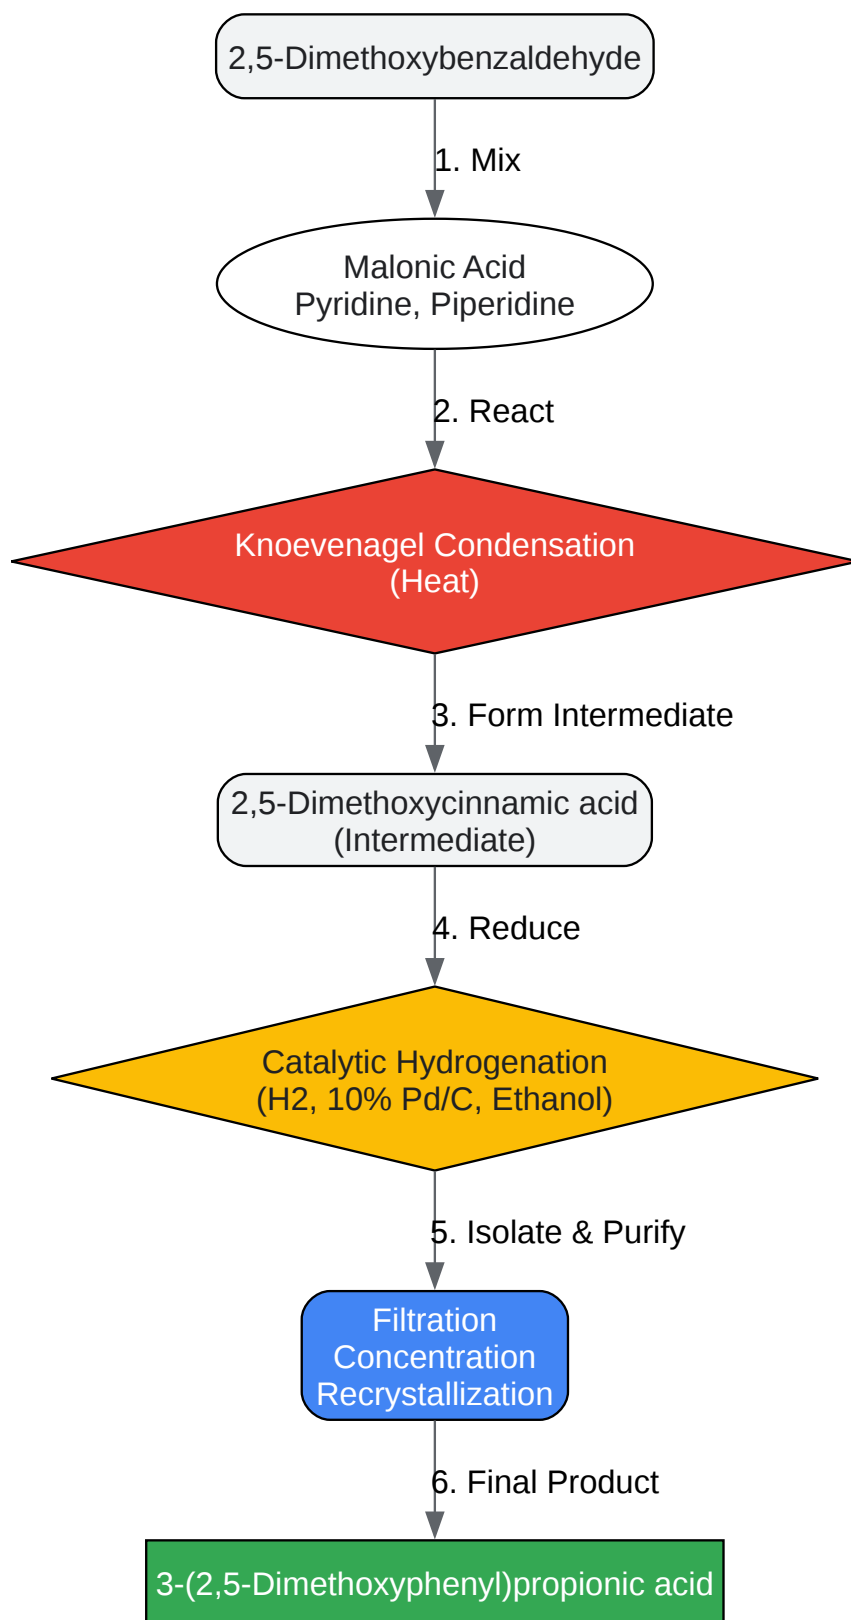 2,5-Dimethoxybenzaldehyde
1. Mix
Malonic Acid
Pyridine, Piperidine
2. React
Knoevenagel Condensation
(Heat)
3. Form Intermediate
2,5-Dimethoxycinnamic acid
(Intermediate)
4. Reduce
Catalytic Hydrogenation
(H2, 10% Pd/C, Ethanol)
5. Isolate & Purify
Filtration
Concentration
Recrystallization
6. Final Product
3-(2,5-Dimethoxyphenyl)propionic acid